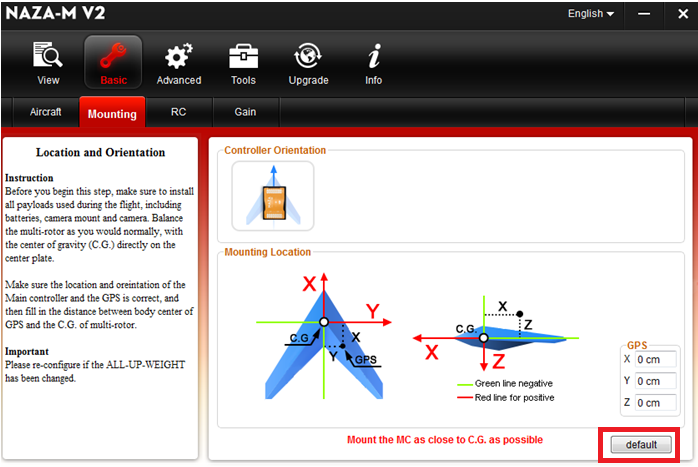 NAZA-M V2
English
View
Basic
Advanced
Tools
Upgrade
Info
Aircraft
Mounting
RC
Gain
Location and Orientation
Instruction
Before you begin this step, make sure to install
all payloads used during the flight, including
batteries, camera mount and camera. Balance
the multi-rotor as you would normally, with
the center of gravity (C.G.) directly on the
center plate.
Make sure the location and oreintation of the
Main controller and the GPS is correct, and
then fill in the distance between body center of
GPS and the C.G. of multi-rotor.
Important
Please re-configure if the ALL-UP-WEIGHT
has been changed.
Controller Orientation
Mounting Location
X
Y
C.G
X
Y
GPS
X
C.G.
Z
X
Z
Green line negative
Red line for positive
GPS
X 0 cm
Y 0 cm
Z 0 cm
Mount the MC as close to C.G. as possible
default